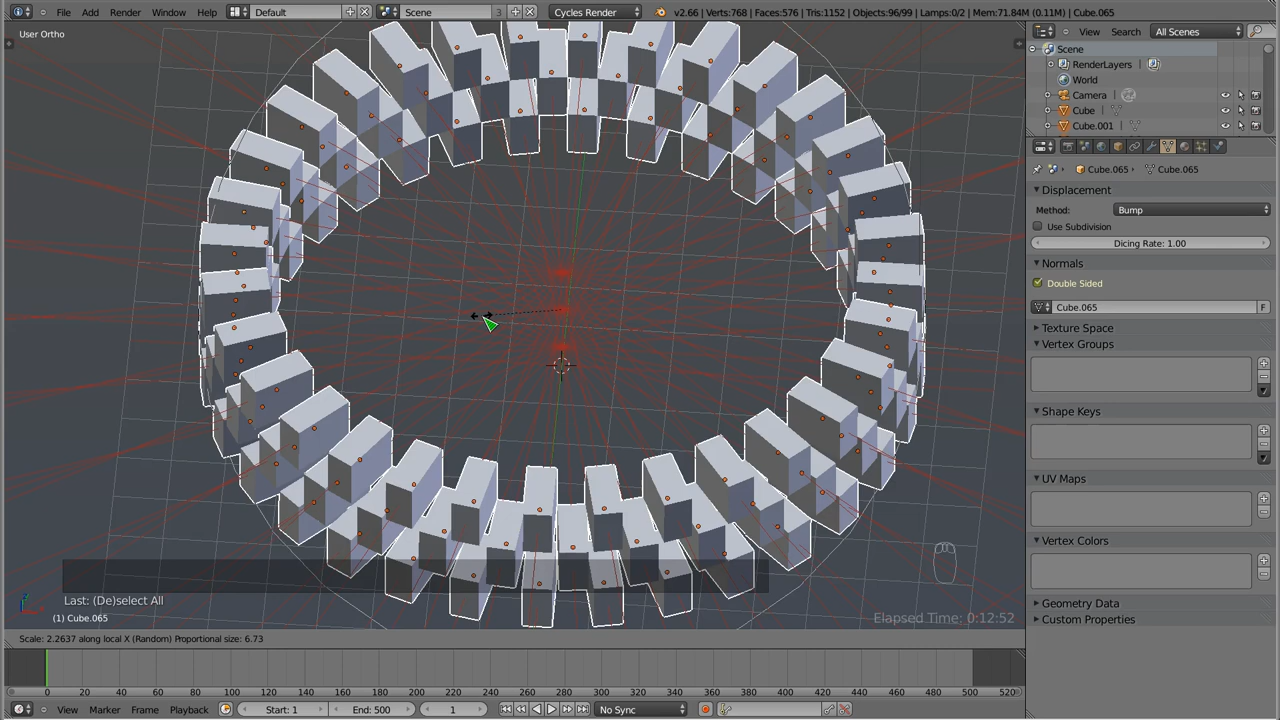 File Add Render Window Help Default Scene 3 Cycles Render v2.66 | Verts:768 | Faces:576 | Tris:1152 | Objects:96/99 | Lamps:0/2 | Mem:71.84M (0.11M) | Cube.065
User Ortho
View Search All Scenes
Scene
RenderLayers
World
Camera
Cube
Cube.001
Cube.065 Cube.065
Displacement
Method: Bump
Use Subdivision
Dicing Rate: 1.00
Normals
Double Sided
Cube.065 F
Texture Space
Vertex Groups
Shape Keys
UV Maps
Vertex Colors
Geometry Data
Custom Properties
Last: (De)select All
(1) Cube.065
Elapsed Time: 0:12:52
Scale: 2.2637 along local X (Random) Proportional size: 6.73
0 20 40 60 80 100 120 140 160 180 200 220 240 260 280 300 320 340 360 380 400 420 440 460 480 500 520
View Marker Frame Playback Start: 1 End: 500 1 No Sync